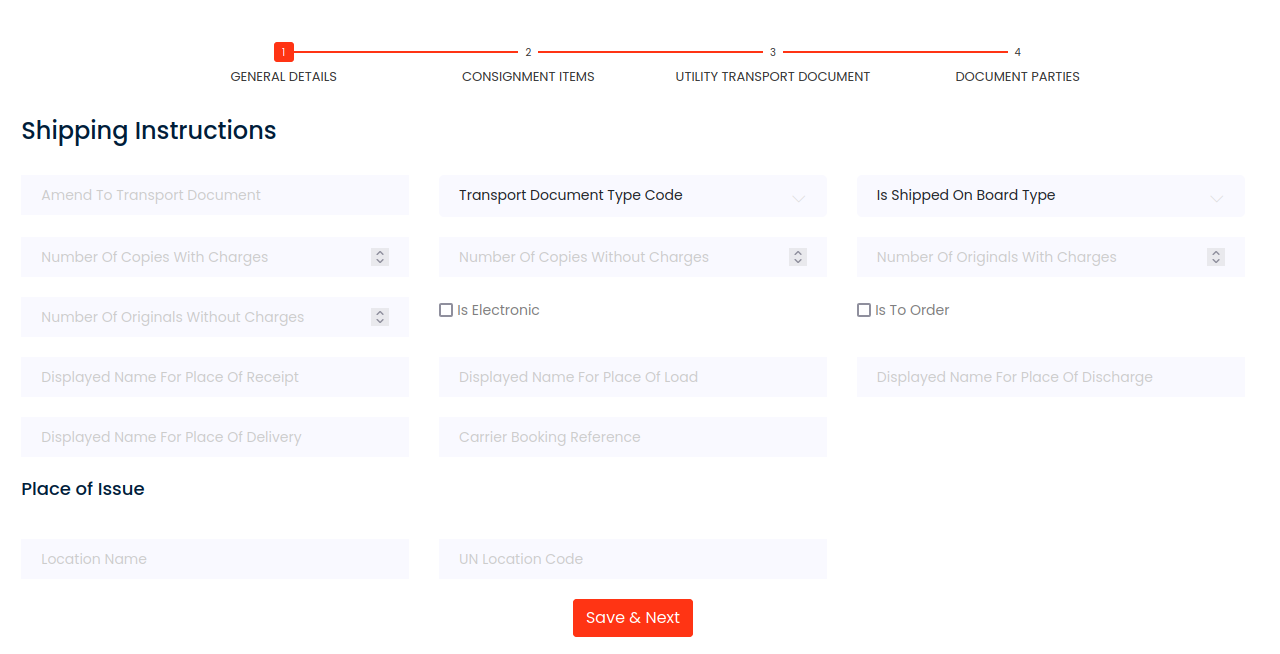 1 2 3 4
GENERAL DETAILS CONSIGNMENT ITEMS UTILITY TRANSPORT DOCUMENT DOCUMENT PARTIES
Shipping Instructions
Amend To Transport Document Transport Document Type Code Is Shipped On Board Type
Number Of Copies With Charges Number Of Copies Without Charges Number Of Originals With Charges
Number Of Originals Without Charges Is Electronic Is To Order
Displayed Name For Place Of Receipt Displayed Name For Place Of Load Displayed Name For Place Of Discharge
Displayed Name For Place Of Delivery Carrier Booking Reference
Place of Issue
Location Name UN Location Code
Save & Next